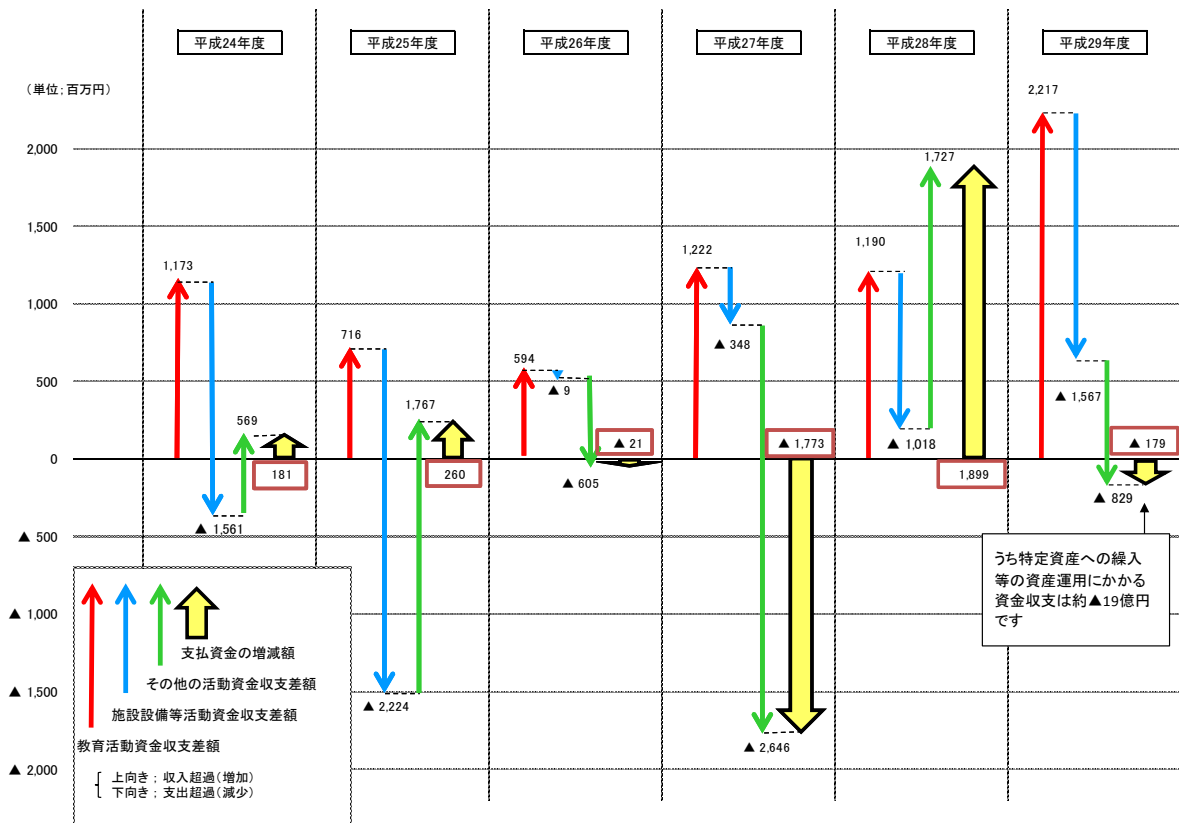 平成24年度
平成25年度
平成26年度
平成27年度
平成28年度
平成29年度
（単位；百万円）
2,000
1,500
1,000
500
0
▲ 500
▲ 1,000
▲ 1,500
▲ 2,000
1,173
▲ 1,561
569
181
716
▲ 2,224
1,767
260
594
▲ 9
▲ 605
▲ 21
1,222
▲ 348
▲ 2,646
▲ 1,773
1,190
▲ 1,018
1,727
1,899
2,217
▲ 1,567
▲ 829
▲ 179
うち特定資産への繰入
等の資産運用にかかる
資金収支は約▲19億円
です
支払資金の増減額
その他の活動資金収支差額
施設設備等活動資金収支差額
教育活動資金収支差額
上向き；収入超過（増加）
下向き；支出超過（減少）